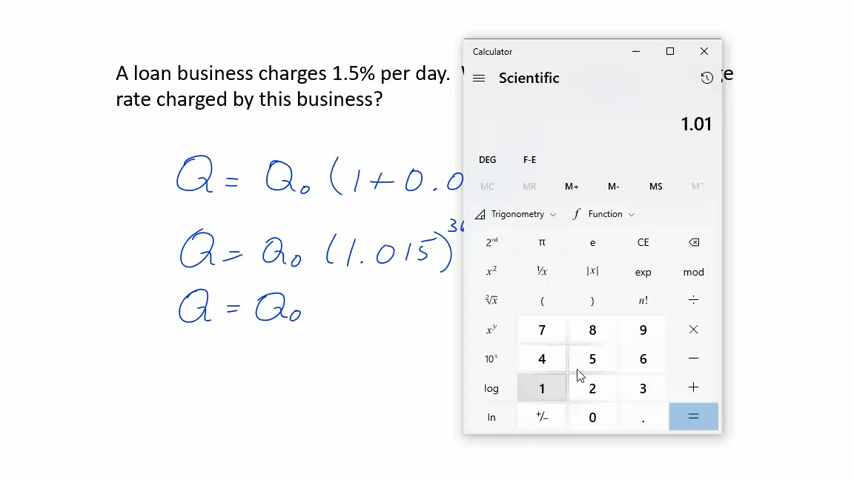 A loan business charges 1.5% per day.
ge
rate charged by this business?
Q = Q₀ (1 + 0.0
Q = Q₀ (1.015)³⁶
Q = Q₀
Calculator
Scientific
1.01
DEG F-E
MC MR M+ M- MS
Trigonometry Function
2ⁿᵈ π e CE
x² ¹/x |x| exp mod
²√x ( ) n! ÷
xʸ 7 8 9 ×
10ˣ 4 5 6 −
log 1 2 3 +
ln +/− 0 . =